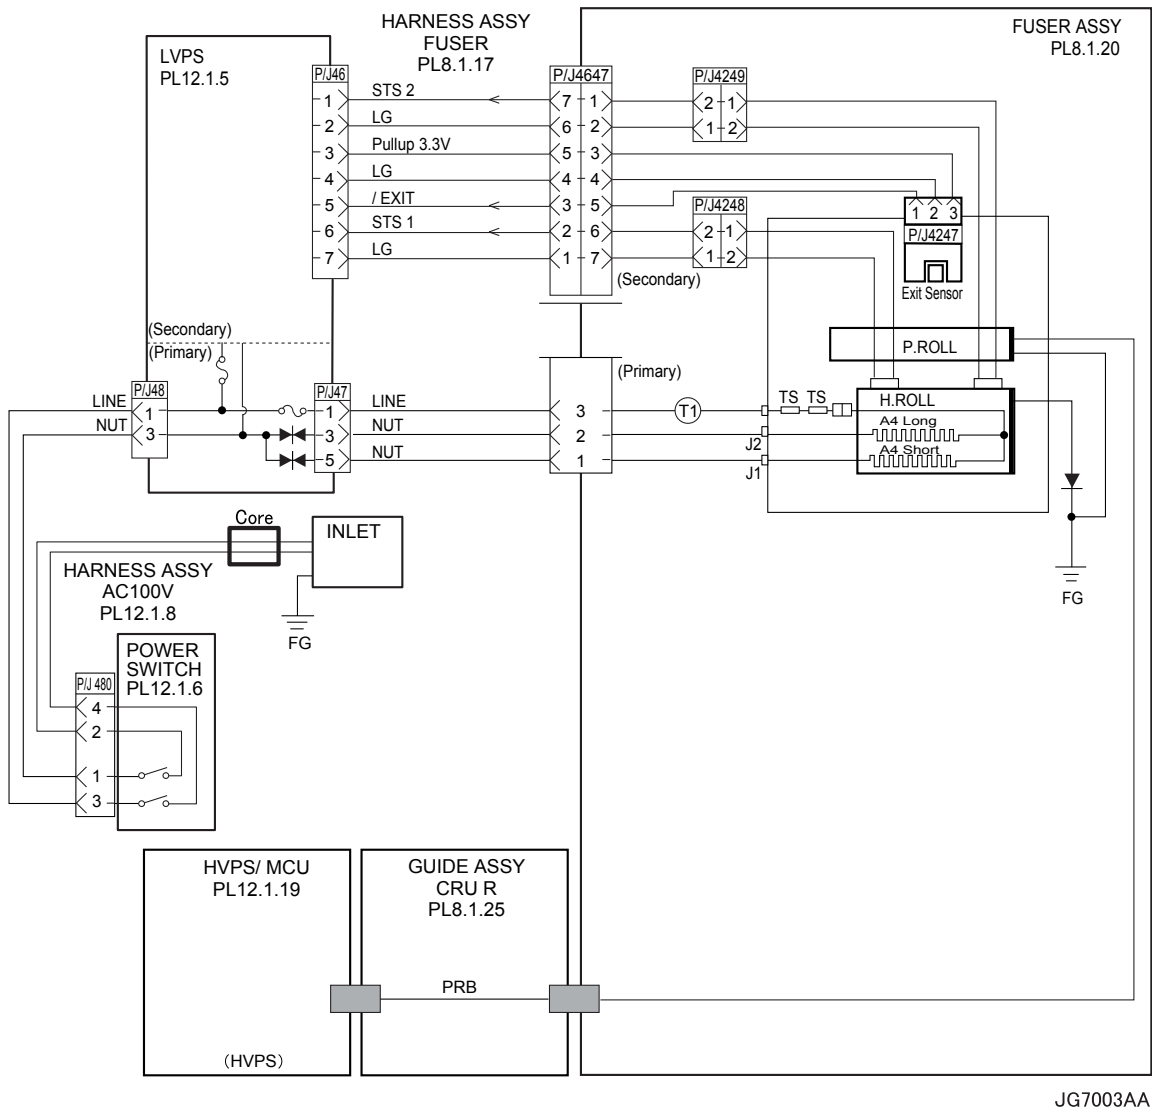 HARNESS ASSY
FUSER
PL8.1.17
FUSER ASSY
PL8.1.20
LVPS
PL12.1.5
P/J46
1
2
3
4
5
6
7
STS 2
LG
Pullup 3.3V
LG
/ EXIT
STS 1
LG
P/J4647
7 1
6 2
5 3
4 4
3 5
2 6
1 7
(Secondary)
P/J4249
2 1
1 2
P/J4248
2 1
1 2
1 2 3
P/J4247
Exit Sensor
(Secondary)
(Primary)
P/J48
LINE
NUT
1
3
P/J47
1
3
5
LINE
NUT
NUT
(Primary)
3
2
1
T1
J2
J1
TS TS
P.ROLL
H.ROLL
A4 Long
A4 Short
FG
Core
INLET
FG
HARNESS ASSY
AC100V
PL12.1.8
POWER
SWITCH
PL12.1.6
P/J 480
4
2
1
3
HVPS/ MCU
PL12.1.19
(HVPS)
GUIDE ASSY
CRU R
PL8.1.25
PRB
JG7003AA